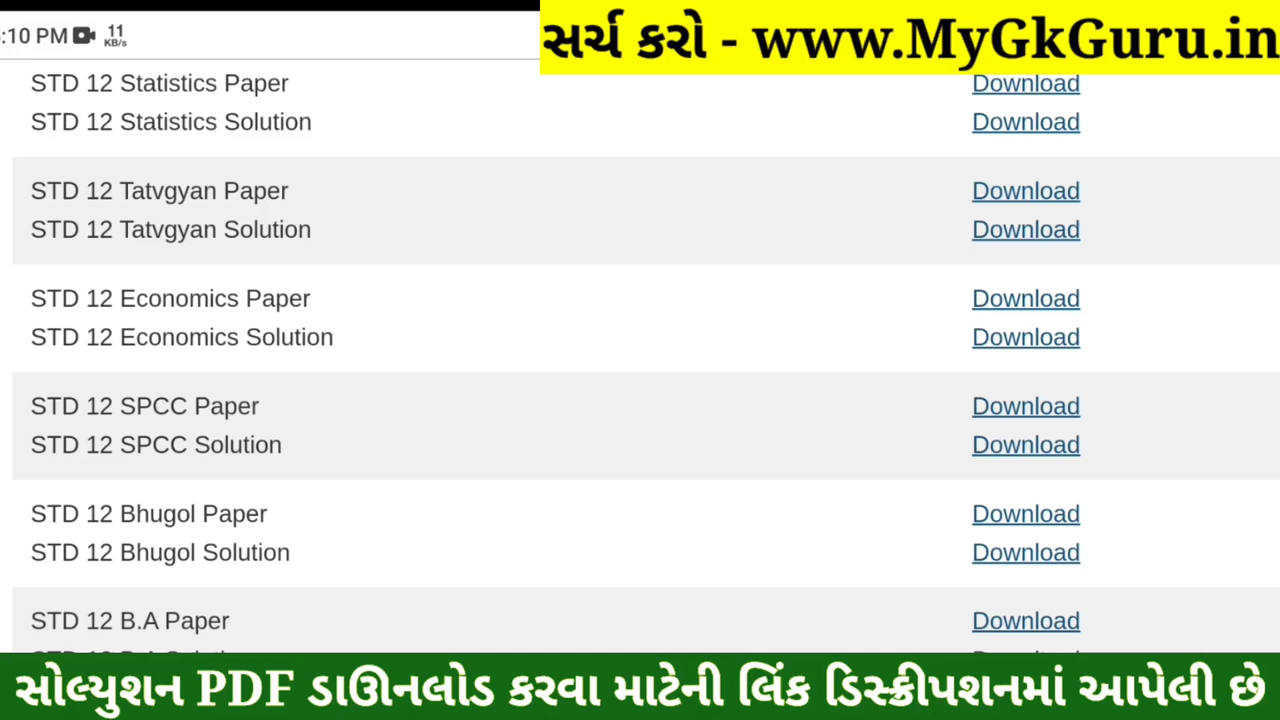 :10 PM 11 KB/s
સર્ચ કરો - www.MyGkGuru.in
STD 12 Statistics Paper Download
STD 12 Statistics Solution Download
STD 12 Tatvgyan Paper Download
STD 12 Tatvgyan Solution Download
STD 12 Economics Paper Download
STD 12 Economics Solution Download
STD 12 SPCC Paper Download
STD 12 SPCC Solution Download
STD 12 Bhugol Paper Download
STD 12 Bhugol Solution Download
STD 12 B.A Paper Download
સોલ્યુશન PDF ડાઊનલોડ કરવા માટેની લિંક ડિસ્ક્રીપશનમાં આપેલી છે